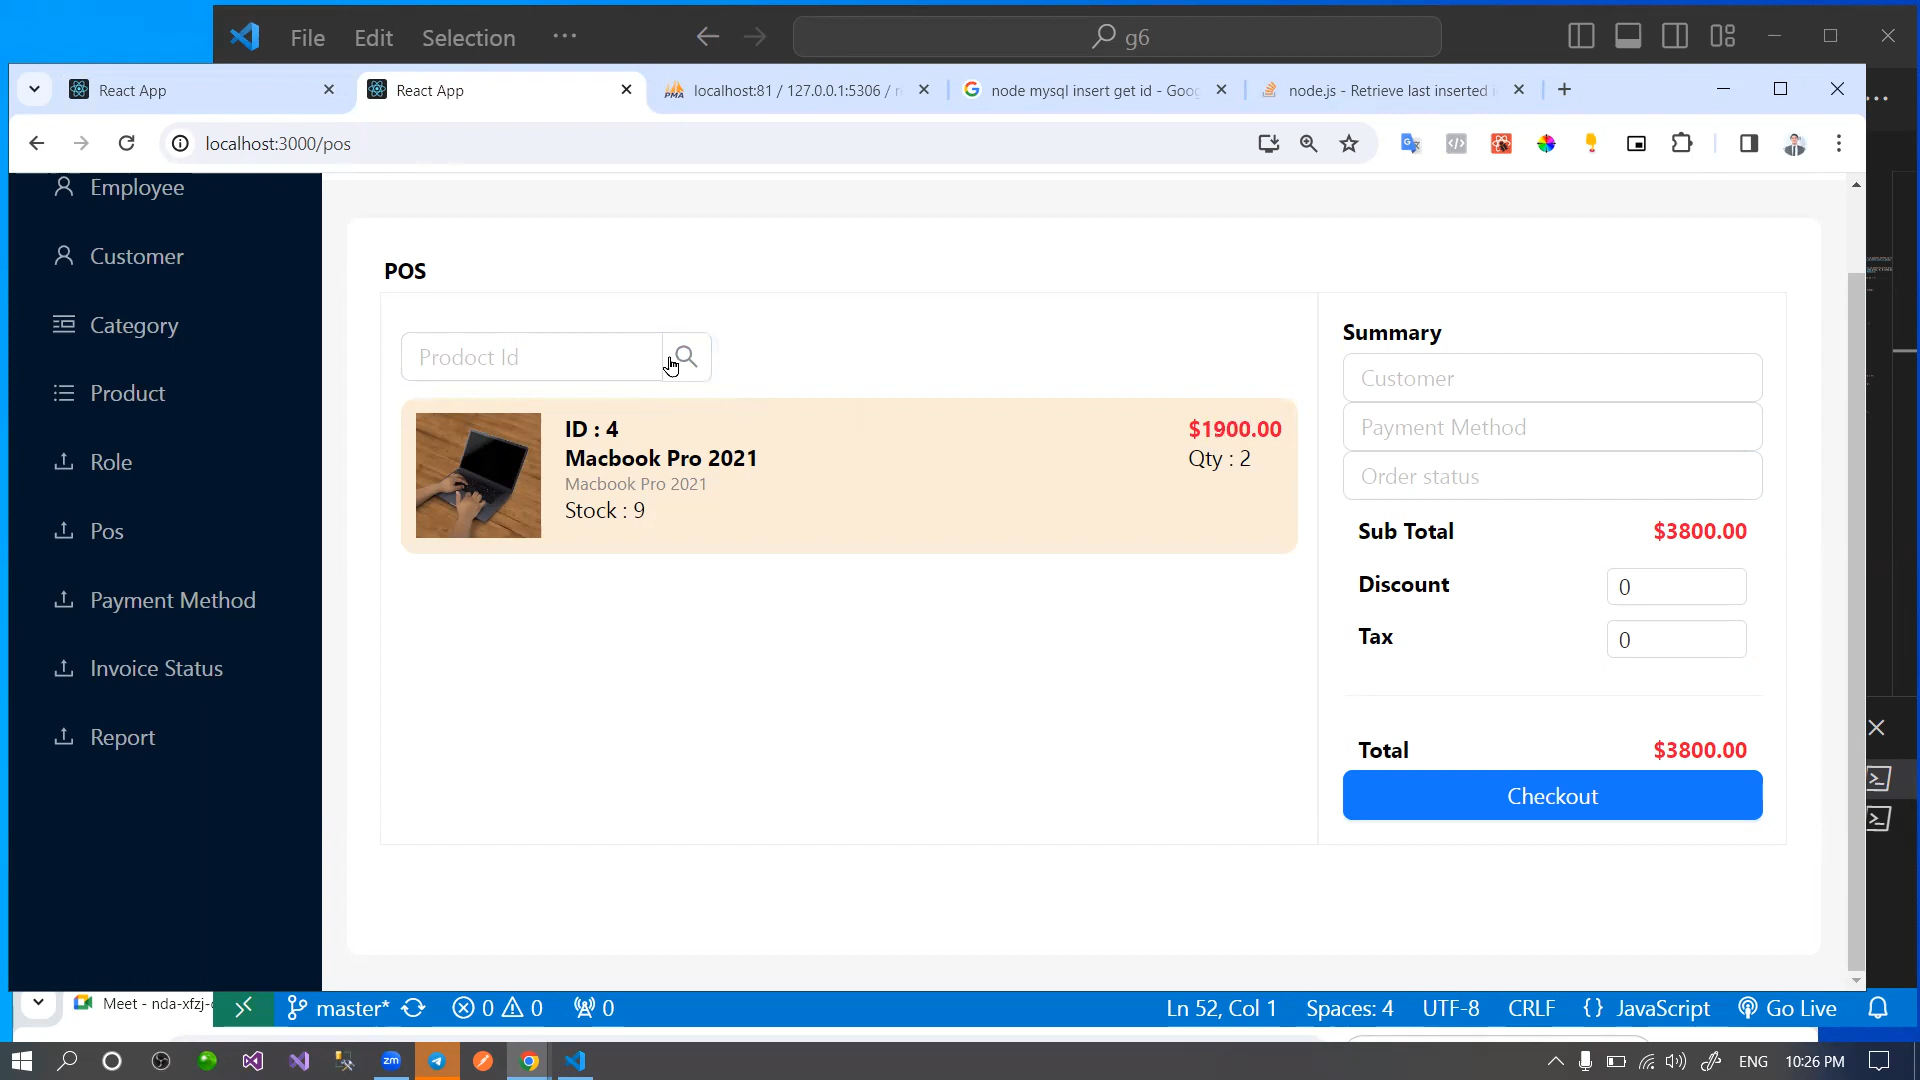 File Edit Selection ···
g6
React App
React App
localhost:81 / 127.0.0.1:5306 /
node mysql insert get id - Goo
node.js - Retrieve last inserted
localhost:3000/pos
Employee
Customer
Category
Product
Role
Pos
Payment Method
Invoice Status
Report
POS
Product Id
ID : 4
Macbook Pro 2021
Macbook Pro 2021
Stock : 9
$1900.00
Qty : 2
Summary
Customer
Payment Method
Order status
Sub Total $3800.00
Discount 0
Tax 0
Total $3800.00
Checkout
Meet - nda-xfzj-
master* 0 0 0
Ln 52, Col 1 Spaces: 4 UTF-8 CRLF {} JavaScript Go Live
zm
ENG 10:26 PM